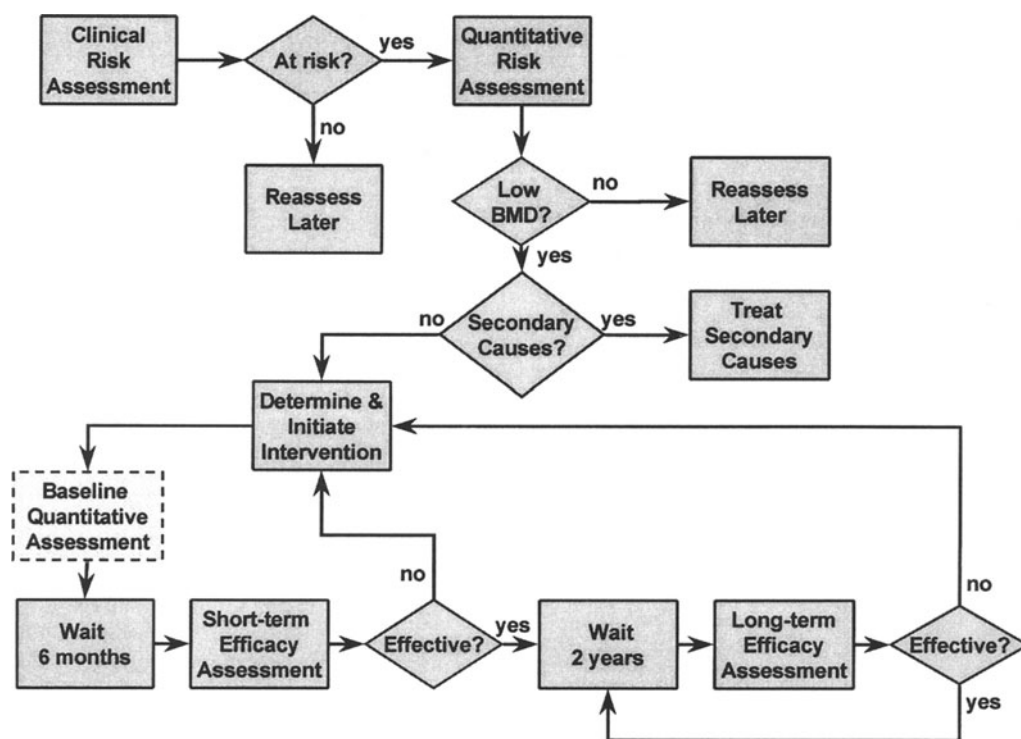 Clinical
Risk
Assessment
At risk?
yes
Quantitative
Risk
Assessment
no
Reassess
Later
Low
BMD?
no
Reassess
Later
yes
no
Secondary
Causes?
yes
Treat
Secondary
Causes
Determine &
Initiate
Intervention
Baseline
Quantitative
Assessment
Wait
6 months
Short-term
Efficacy
Assessment
no
Effective?
yes
Wait
2 years
Long-term
Efficacy
Assessment
no
Effective?
yes